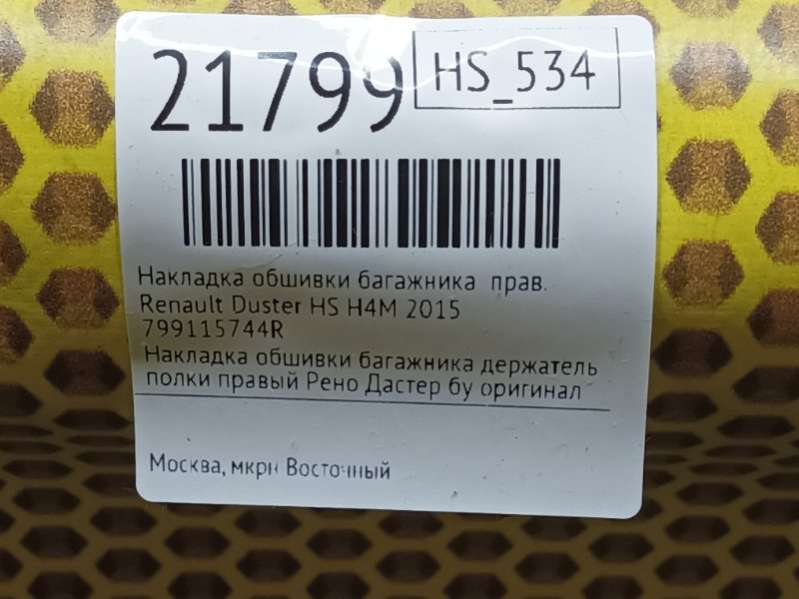 21799
HS_534
Накладка обшивки багажника прав.
Renault Duster HS H4M 2015
799115744R
Накладка обшивки багажника держатель
полки правый Рено Дастер бу оригинал
Москва, мкрн Восточный